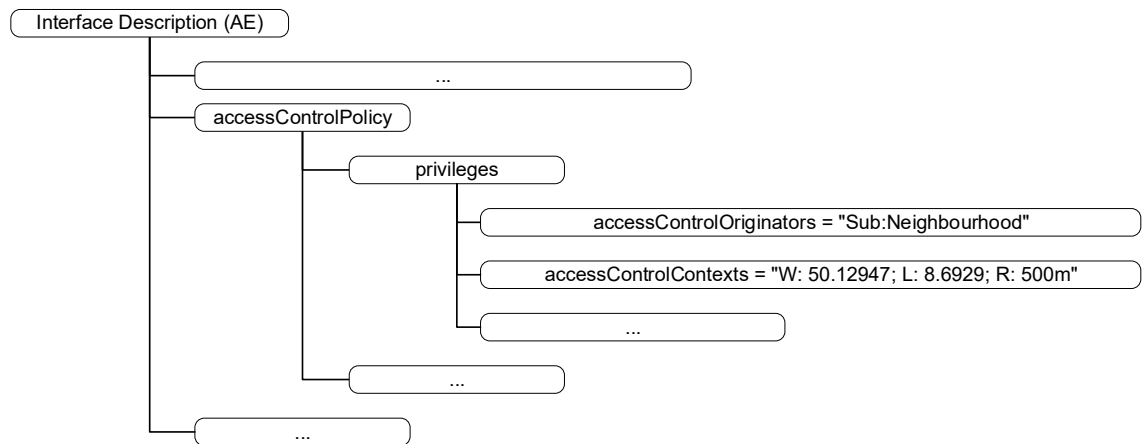 Interface Description (AE)
...
accessControlPolicy
privileges
accessControlOriginators = "Sub:Neighbourhood"
accessControlContexts = "W: 50.12947; L: 8.6929; R: 500m"
...
...
...